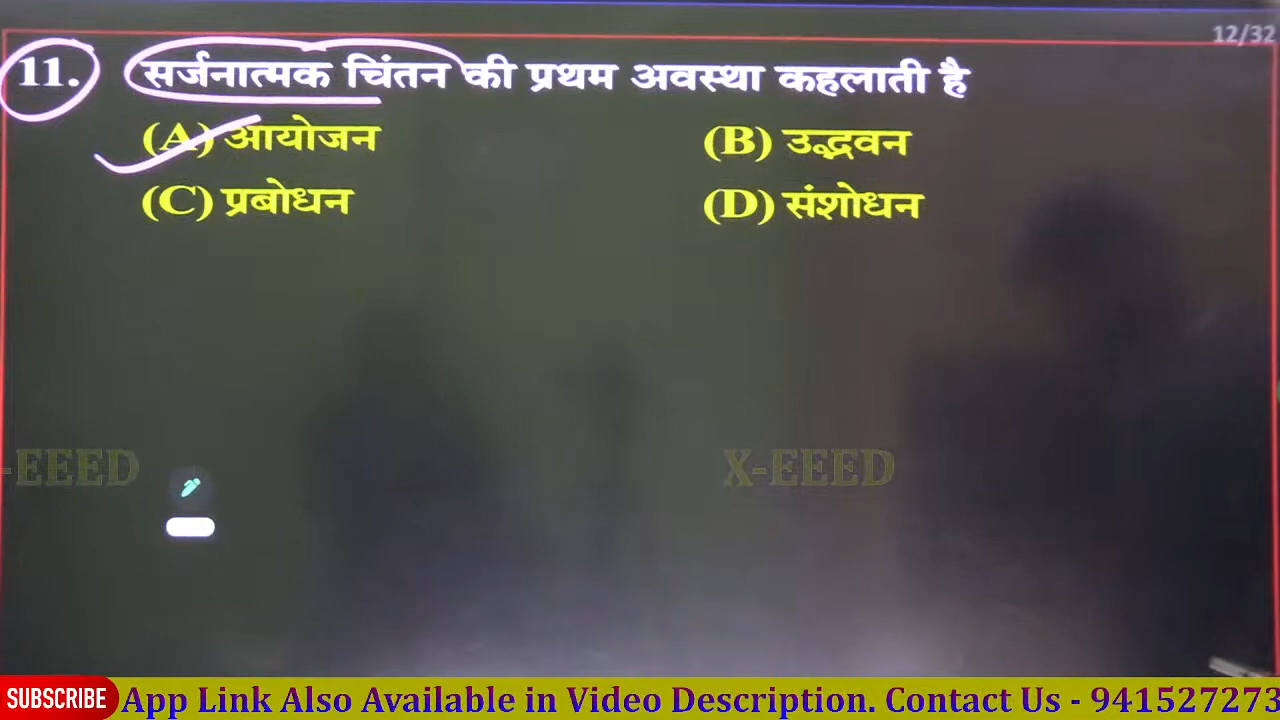 12/32
11. सर्जनात्मक चिंतन की प्रथम अवस्था कहलाती है
(A) आयोजन
(B) उद्भवन
(C) प्रबोधन
(D) संशोधन
-EEED
X-EEED
SUBSCRIBE
App Link Also Available in Video Description. Contact Us - 941527273